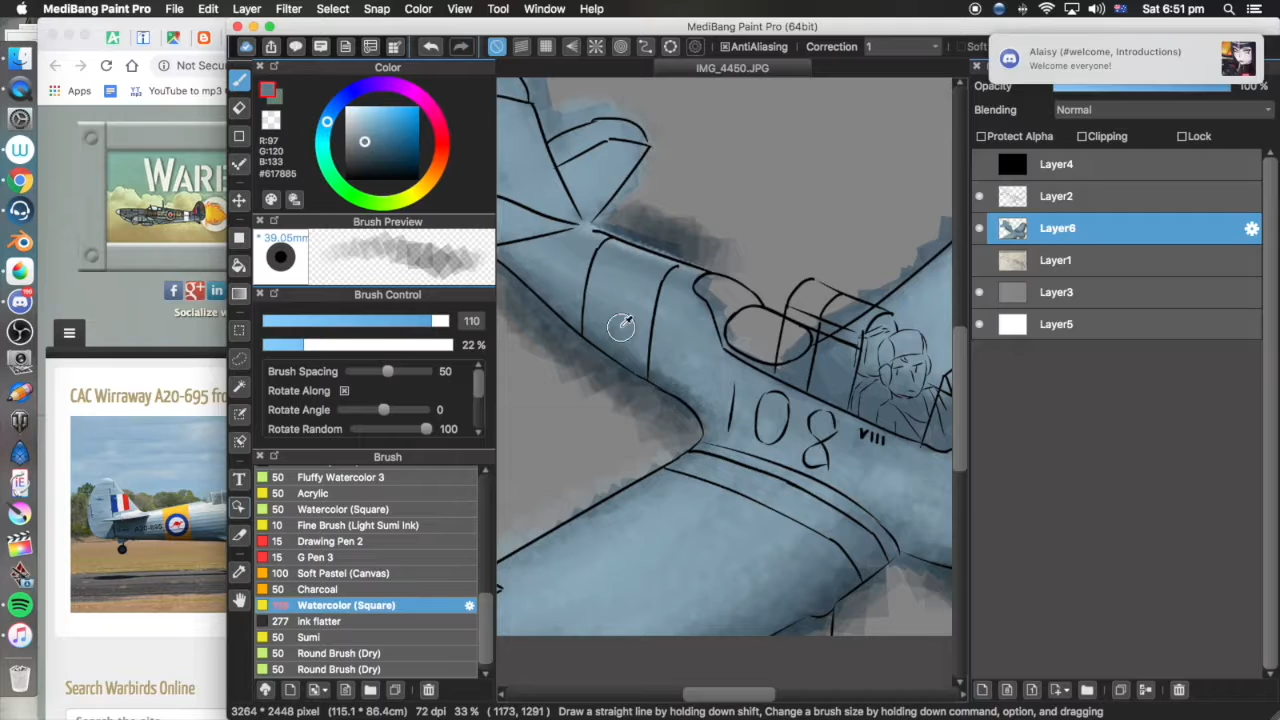 MediBang Paint Pro File Edit Layer Filter Select Snap Color View Tool Window Help
Sat 6:51 pm
MediBang Paint Pro (64bit)
Not Secu
Apps YouTube to mp3
AntiAliasing Correction 1 Soft
Alaisy (#welcome, Introductions)
Welcome everyone!
Color
IMG_4450.JPG
R:97
G:120
B:133
#617885
Brush Preview
* 39.05mm
Brush Control
110
22 %
Brush Spacing 50
Rotate Along
Rotate Angle 0
Rotate Random 100
Brush
50 Fluffy Watercolor 3
50 Acrylic
50 Watercolor (Square)
10 Fine Brush (Light Sumi Ink)
15 Drawing Pen 2
15 G Pen 3
100 Soft Pastel (Canvas)
50 Charcoal
Watercolor (Square)
277 ink flatter
50 Sumi
50 Round Brush (Dry)
50 Round Brush (Dry)
Opacity 100 %
Blending Normal
Protect Alpha Clipping Lock
Layer4
Layer2
Layer6
Layer1
Layer3
Layer5
108 VIII
WARB
Socialize w
CAC Wirraway A20-695 fro
A20-695
Search Warbirds Online
Search the site
3264 * 2448 pixel (115.1 * 86.4cm) 72 dpi 33 % ( 1173, 1291 ) Draw a straight line by holding down shift, Change a brush size by holding down command, option, and dragging